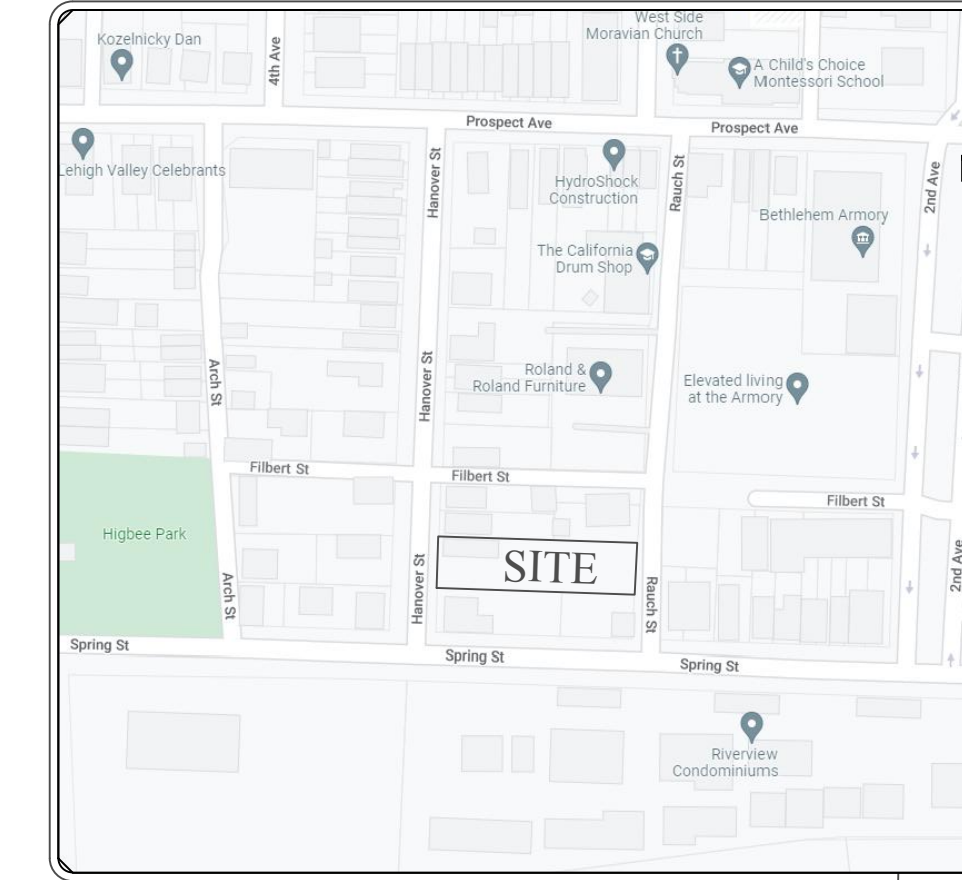 West Side
Moravian Church
Kozelnicky Dan
4th Ave
A Child's Choice
Montessori School
Prospect Ave
Prospect Ave
Lehigh Valley Celebrants
Hanover St
HydroShock
Construction
Rauch St
2nd Ave
Bethlehem Armory
The California
Drum Shop
Arch St
Hanover St
Roland &
Roland Furniture
Elevated living
at the Armory
Filbert St
Filbert St
Filbert St
Higbee Park
SITE
Arch St
Hanover St
Rauch St
2nd Ave
Spring St
Spring St
Spring St
Riverview
Condominiums